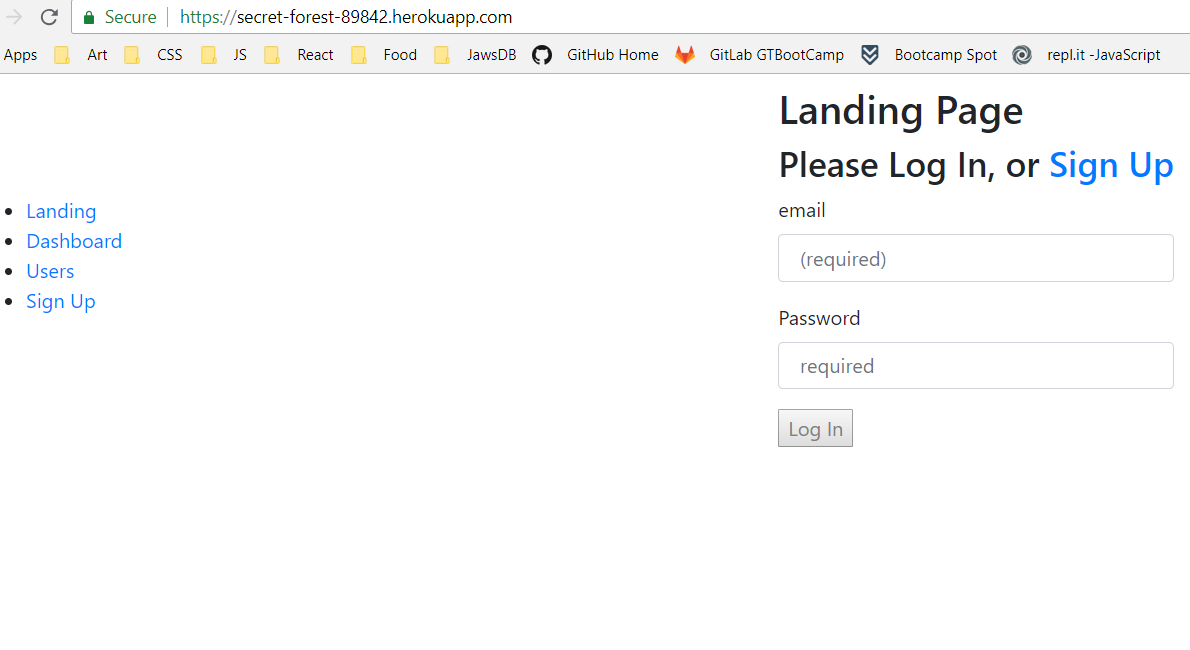 Secure https://secret-forest-89842.herokuapp.com
Apps Art CSS JS React Food JawsDB GitHub Home GitLab GTBootCamp Bootcamp Spot repl.it -JavaScript
Landing Page
Please Log In, or Sign Up
Landing
Dashboard
Users
Sign Up
email
(required)
Password
required
Log In